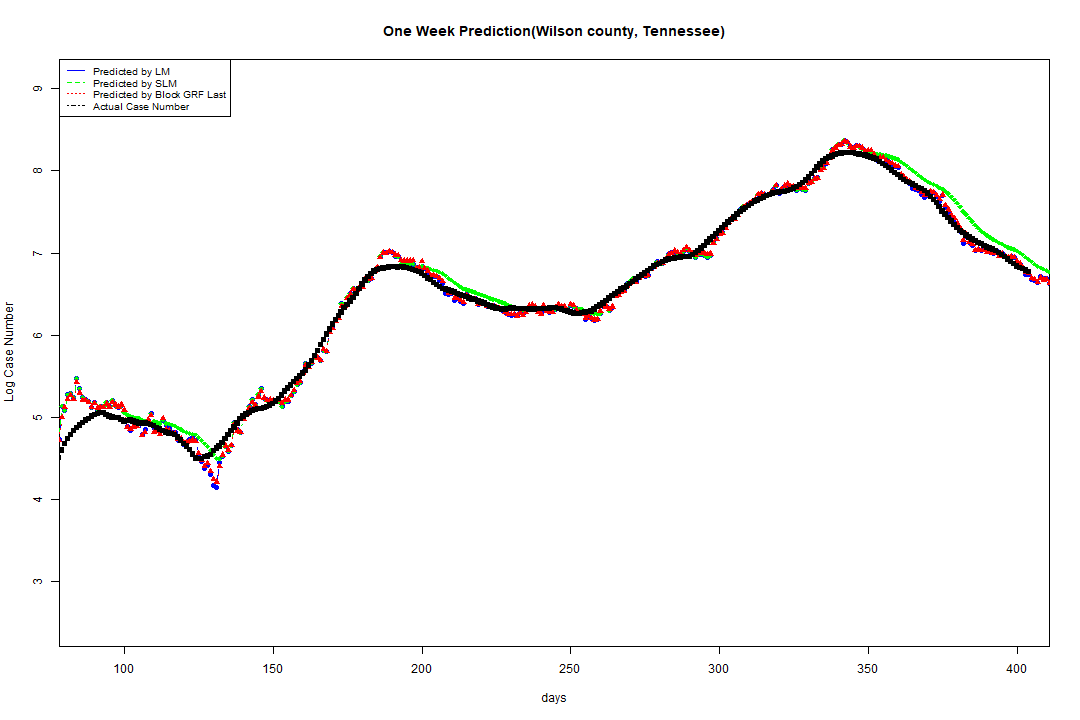 One Week Prediction(Wilson county, Tennessee)
Predicted by LM
Predicted by SLM
Predicted by Block GRF Last
Actual Case Number
9
8
7
6
5
4
3
Log Case Number
100 150 200 250 300 350 400
days